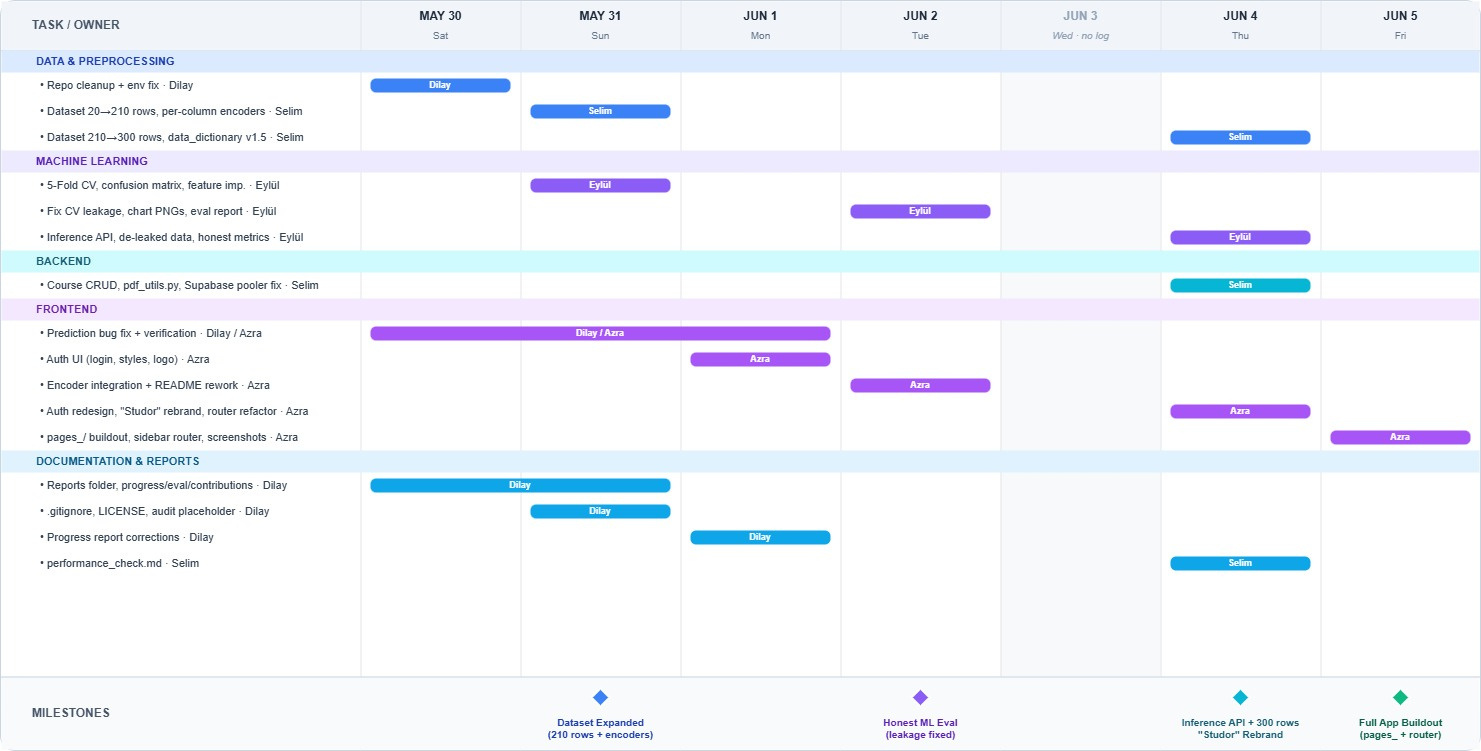 TASK / OWNER
MAY 30 MAY 31 JUN 1 JUN 2 JUN 3 JUN 4 JUN 5
Sat Sun Mon Tue Wed · no log Thu Fri
DATA & PREPROCESSING
• Repo cleanup + env fix · Dilay Dilay
• Dataset 20→210 rows, per-column encoders · Selim Selim
• Dataset 210→300 rows, data_dictionary v1.5 · Selim Selim
MACHINE LEARNING
• 5-Fold CV, confusion matrix, feature imp. · Eylül Eylül
• Fix CV leakage, chart PNGs, eval report · Eylül Eylül
• Inference API, de-leaked data, honest metrics · Eylül Eylül
BACKEND
• Course CRUD, pdf_utils.py, Supabase pooler fix · Selim Selim
FRONTEND
• Prediction bug fix + verification · Dilay / Azra Dilay / Azra
• Auth UI (login, styles, logo) · Azra Azra
• Encoder integration + README rework · Azra Azra
• Auth redesign, "Studor" rebrand, router refactor · Azra Azra
• pages_/ buildout, sidebar router, screenshots · Azra Azra
DOCUMENTATION & REPORTS
• Reports folder, progress/eval/contributions · Dilay Dilay
• .gitignore, LICENSE, audit placeholder · Dilay Dilay
• Progress report corrections · Dilay Dilay
• performance_check.md · Selim Selim
MILESTONES
Dataset Expanded
(210 rows + encoders)
Honest ML Eval
(leakage fixed)
Inference API + 300 rows
"Studor" Rebrand
Full App Buildout
(pages_ + router)